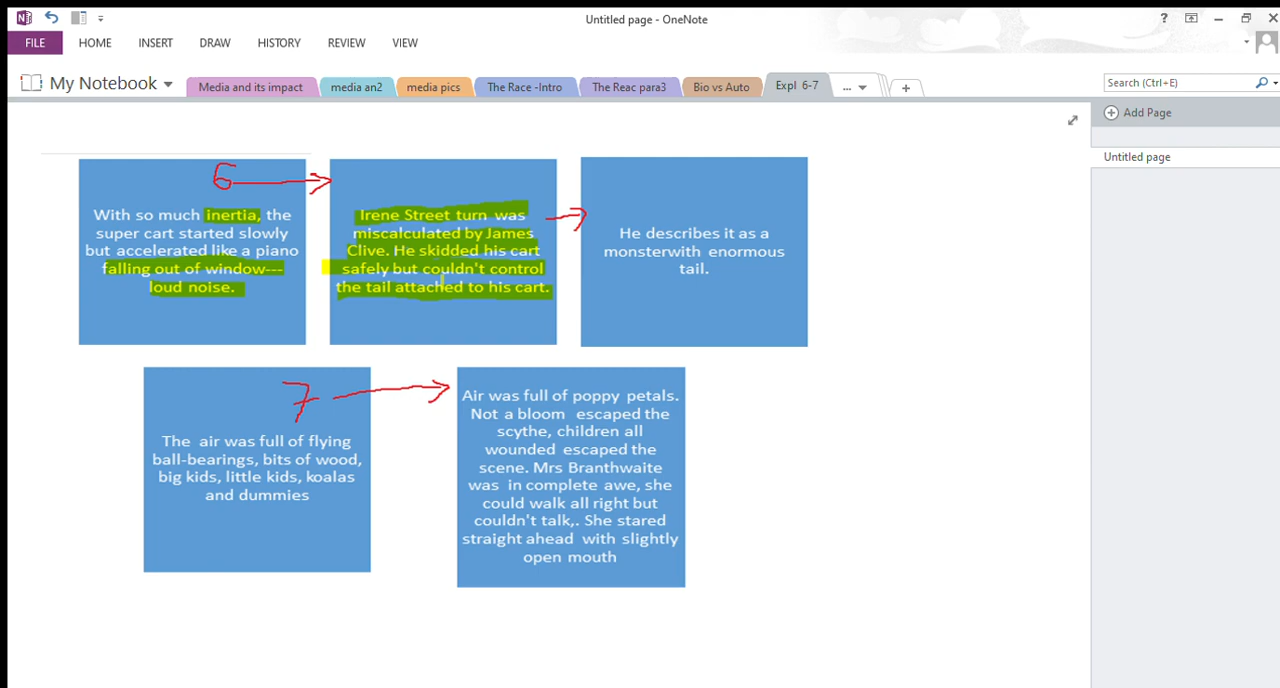 Untitled page - OneNote
?
FILE HOME INSERT DRAW HISTORY REVIEW VIEW
My Notebook
Media and its impact
media an2
media pics
The Race -Intro
The Reac para3
Bio vs Auto
Expl 6-7
...
+
Search (Ctrl+E)
Add Page
Untitled page
6
With so much inertia, the
super cart started slowly
but accelerated like a piano
falling out of window---
loud noise.
Irene Street turn was
miscalculated by James
Clive. He skidded his cart
safely but couldn't control
the tail attached to his cart.
He describes it as a
monsterwith enormous
tail.
7
The air was full of flying
ball-bearings, bits of wood,
big kids, little kids, koalas
and dummies
Air was full of poppy petals.
Not a bloom escaped the
scythe, children all
wounded escaped the
scene. Mrs Branthwaite
was in complete awe, she
could walk all right but
couldn't talk,. She stared
straight ahead with slightly
open mouth